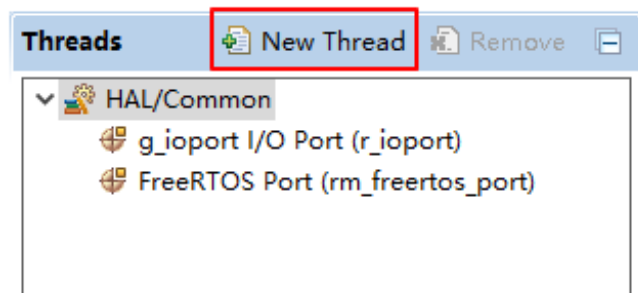 Threads New Thread Remove
HAL/Common
g_ioport I/O Port (r_ioport)
FreeRTOS Port (rm_freertos_port)